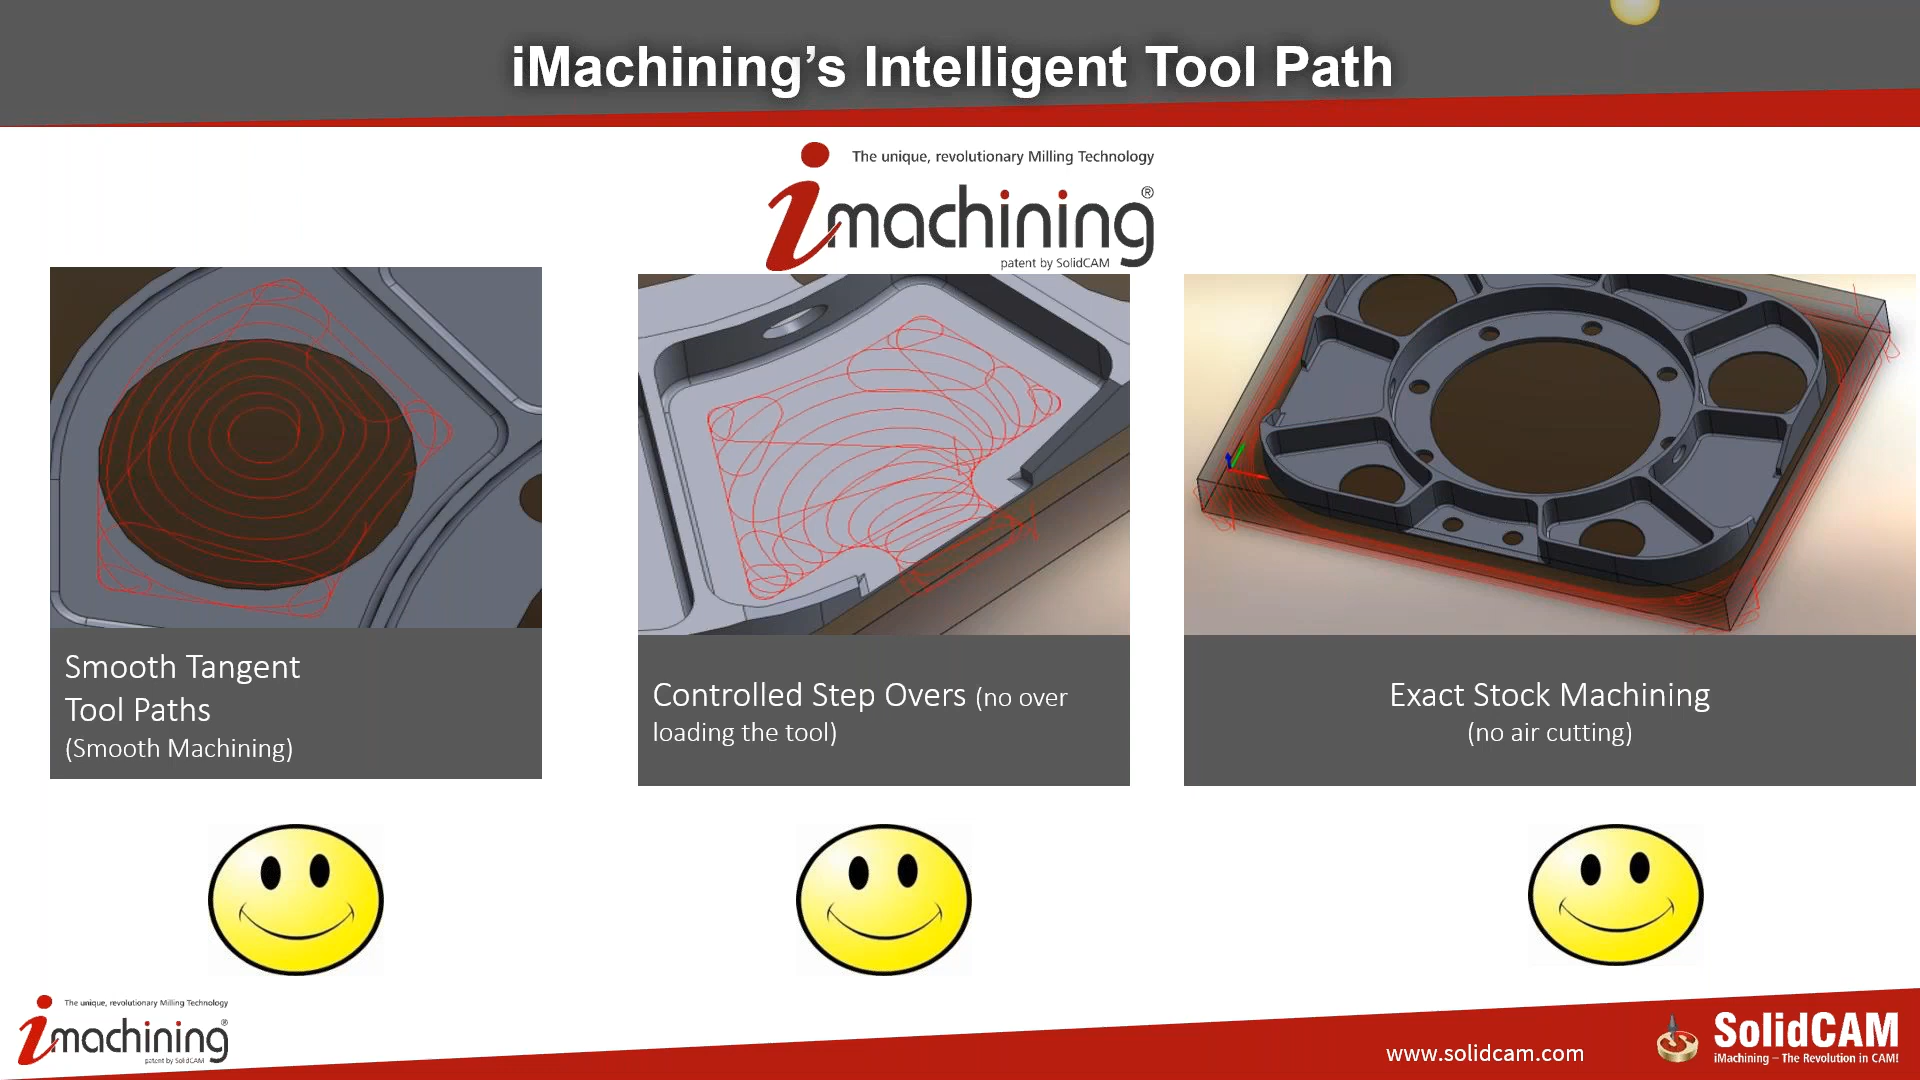 iMachining’s Intelligent Tool Path
The unique, revolutionary Milling Technology
imachining®
patent by SolidCAM
Smooth Tangent
Tool Paths
(Smooth Machining)
Controlled Step Overs (no over
loading the tool)
Exact Stock Machining
(no air cutting)
The unique, revolutionary Milling Technology
imachining®
patent by SolidCAM
www.solidcam.com
SolidCAM
iMachining – The Revolution in CAM!